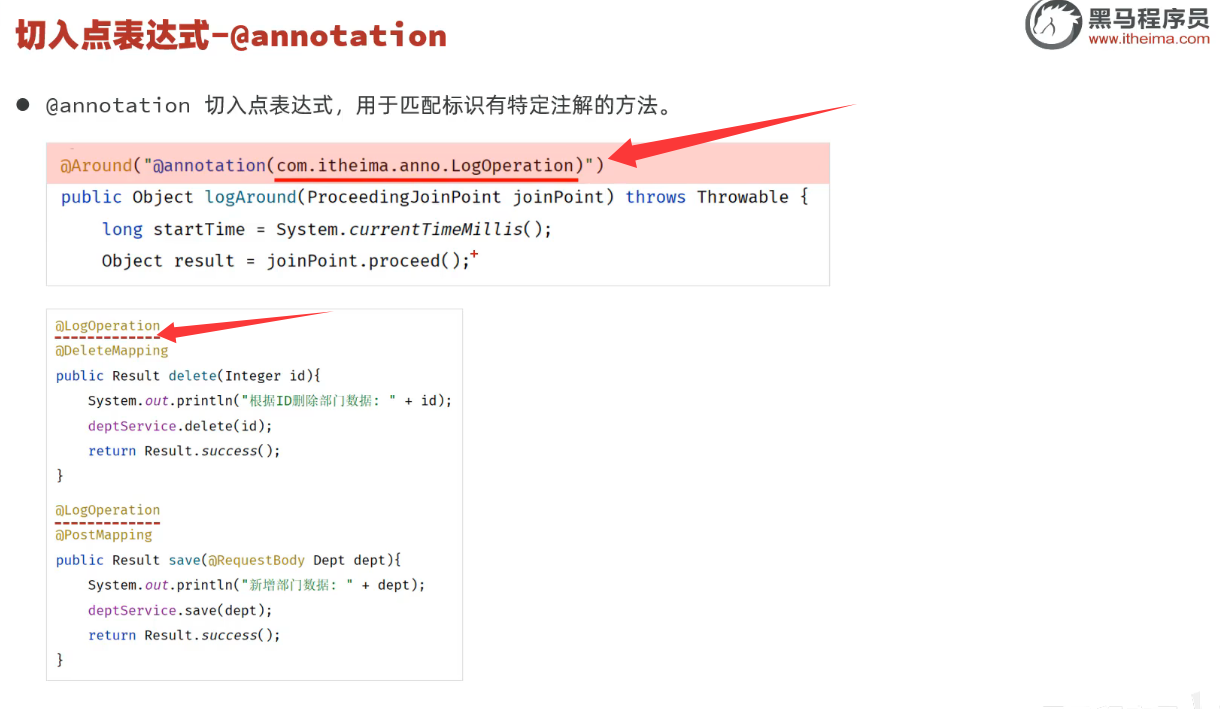 切入点表达式-@annotation
黑马程序员
www.itheima.com
● @annotation 切入点表达式，用于匹配标识有特定注解的方法。
@Around("@annotation(com.itheima.anno.LogOperation)")
public Object logAround(ProceedingJoinPoint joinPoint) throws Throwable {
    long startTime = System.currentTimeMillis();
    Object result = joinPoint.proceed();
@LogOperation
@DeleteMapping
public Result delete(Integer id){
    System.out.println("根据ID删除部门数据: " + id);
    deptService.delete(id);
    return Result.success();
}
@LogOperation
@PostMapping
public Result save(@RequestBody Dept dept){
    System.out.println("新增部门数据: " + dept);
    deptService.save(dept);
    return Result.success();
}